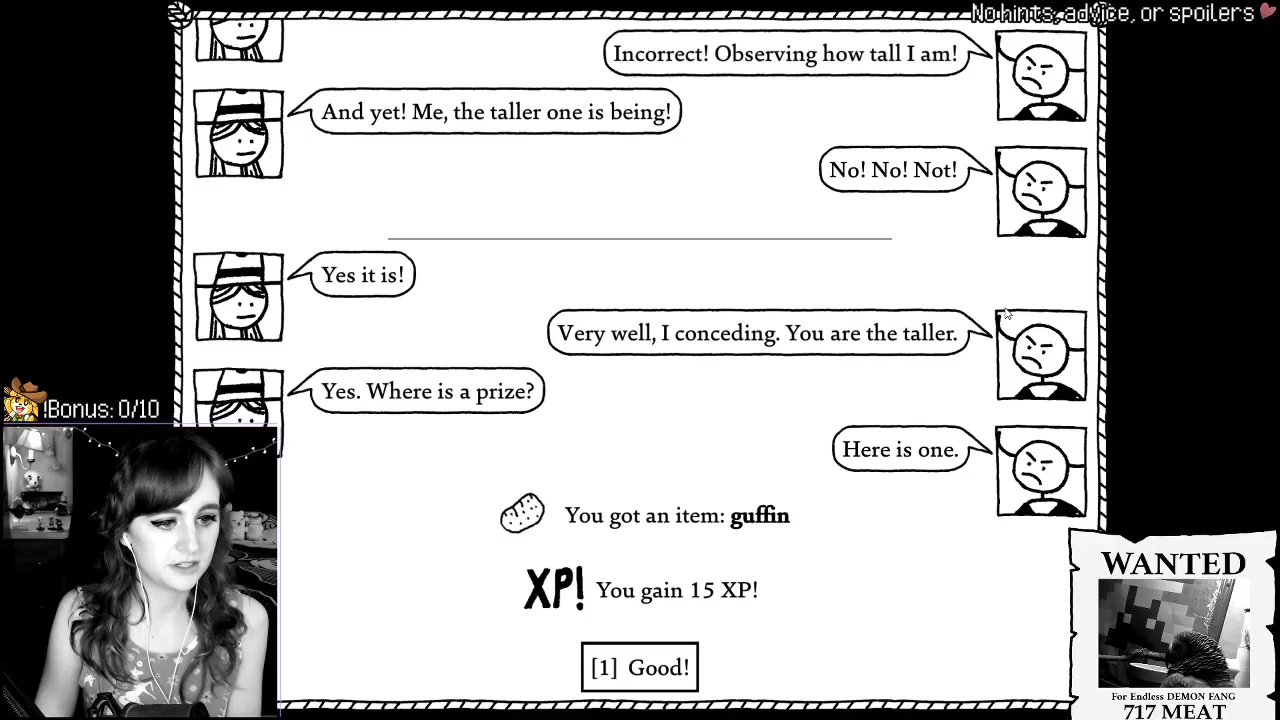 No hints, advice, or spoilers
Incorrect! Observing how tall I am!
And yet! Me, the taller one is being!
No! No! Not!
Yes it is!
Very well, I conceding. You are the taller.
Yes. Where is a prize?
!Bonus: 0/10
Here is one.
You got an item: guffin
XP! You gain 15 XP!
[1] Good!
WANTED
For Endless DEMON FANG
717 MEAT